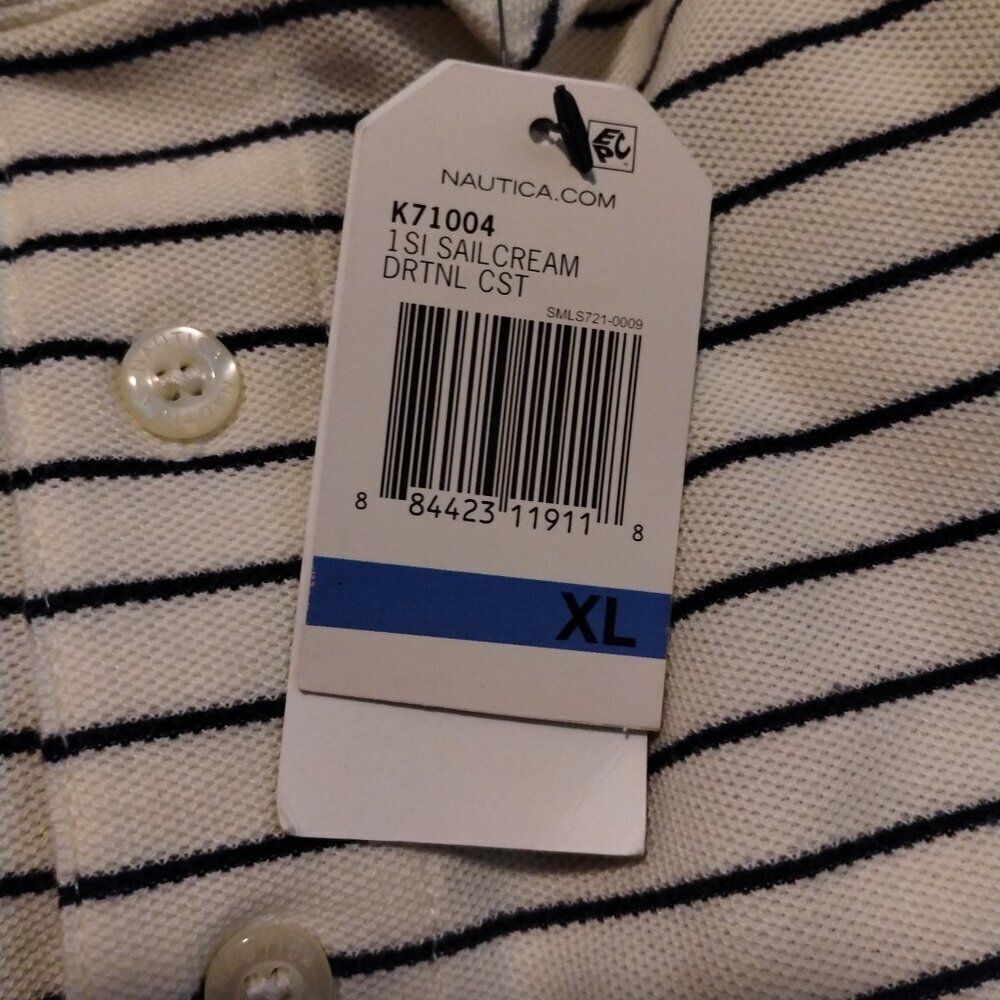 EPC
NAUTICA.COM
K71004
1SI SAILCREAM
DRTNL CST
SMLS721-0009
8 84423 11911 8
XL